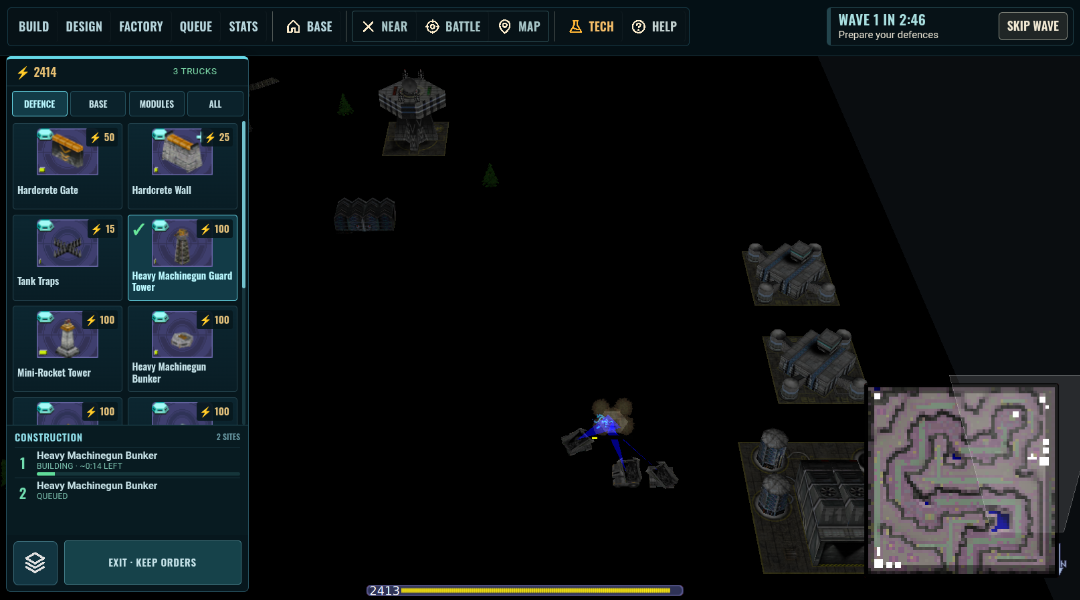 BUILD
DESIGN
FACTORY
QUEUE
STATS
BASE
NEAR
BATTLE
MAP
TECH
HELP
WAVE 1 IN 2:46
Prepare your defences
SKIP WAVE
2414
3 TRUCKS
DEFENCE
BASE
MODULES
ALL
50
Hardcrete Gate
25
Hardcrete Wall
15
Tank Traps
100
Heavy Machinegun Guard
Tower
100
Mini-Rocket Tower
100
Heavy Machinegun
Bunker
100
100
CONSTRUCTION
2 SITES
1
Heavy Machinegun Bunker
BUILDING · ~0:14 LEFT
2
Heavy Machinegun Bunker
QUEUED
EXIT · KEEP ORDERS
2413
N